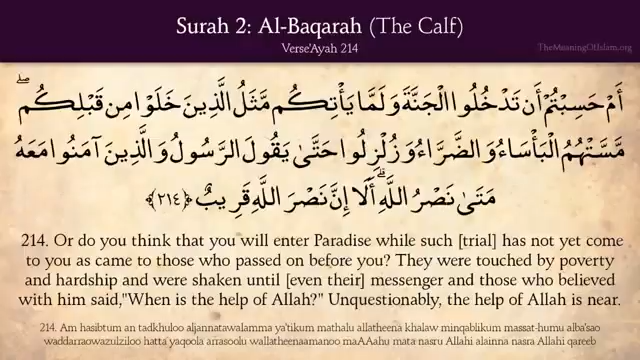 Surah 2: Al-Baqarah (The Calf)
Verse'Ayah 214
TheMeaningOfIslam.org
أَمْ حَسِبْتُمْ أَن تَدْخُلُوا الْجَنَّةَ وَلَمَّا يَأْتِكُم مَّثَلُ الَّذِينَ خَلَوْا مِن قَبْلِكُم ۖ
مَّسَّتْهُمُ الْبَأْسَاءُ وَالضَّرَّاءُ وَزُلْزِلُوا حَتَّىٰ يَقُولَ الرَّسُولُ وَالَّذِينَ آمَنُوا مَعَهُ
مَتَىٰ نَصْرُ اللَّهِ ۗ أَلَا إِنَّ نَصْرَ اللَّهِ قَرِيبٌ ﴿٢١٤﴾
214. Or do you think that you will enter Paradise while such [trial] has not yet come
to you as came to those who passed on before you? They were touched by poverty
and hardship and were shaken until [even their] messenger and those who believed
with him said,"When is the help of Allah?" Unquestionably, the help of Allah is near.
214. Am hasibtum an tadkhuloo aljannatawalamma ya'tikum mathalu allatheena khalaw minqablikum massat-humu alba'sao
waddarraowazulziloo hatta yaqoola arrasoolu wallatheenaamanoo maAAahu mata nasru Allahi alainna nasra Allahi qareeb